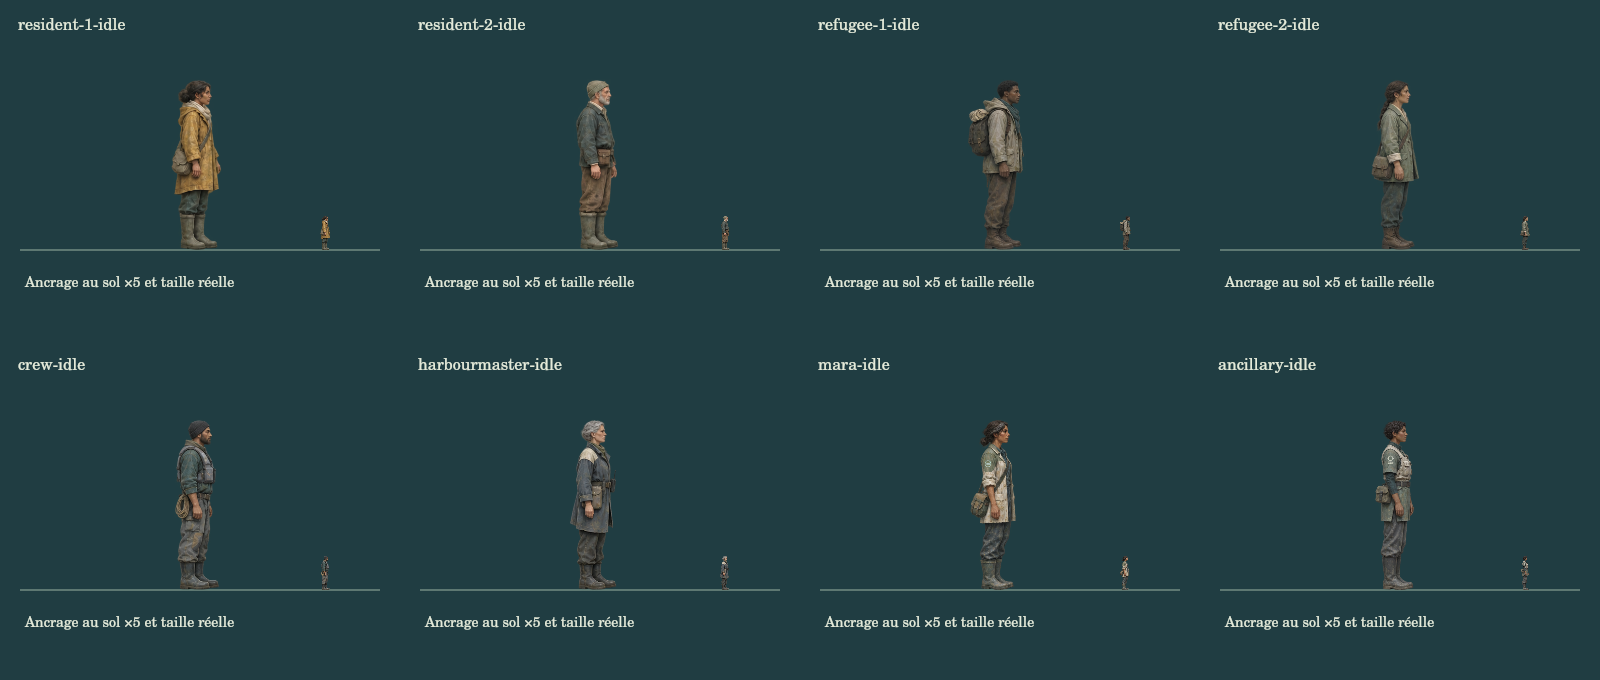 resident-1-idle
resident-2-idle
refugee-1-idle
refugee-2-idle
Ancrage au sol ×5 et taille réelle
Ancrage au sol ×5 et taille réelle
Ancrage au sol ×5 et taille réelle
Ancrage au sol ×5 et taille réelle
crew-idle
harbourmaster-idle
mara-idle
ancillary-idle
Ancrage au sol ×5 et taille réelle
Ancrage au sol ×5 et taille réelle
Ancrage au sol ×5 et taille réelle
Ancrage au sol ×5 et taille réelle